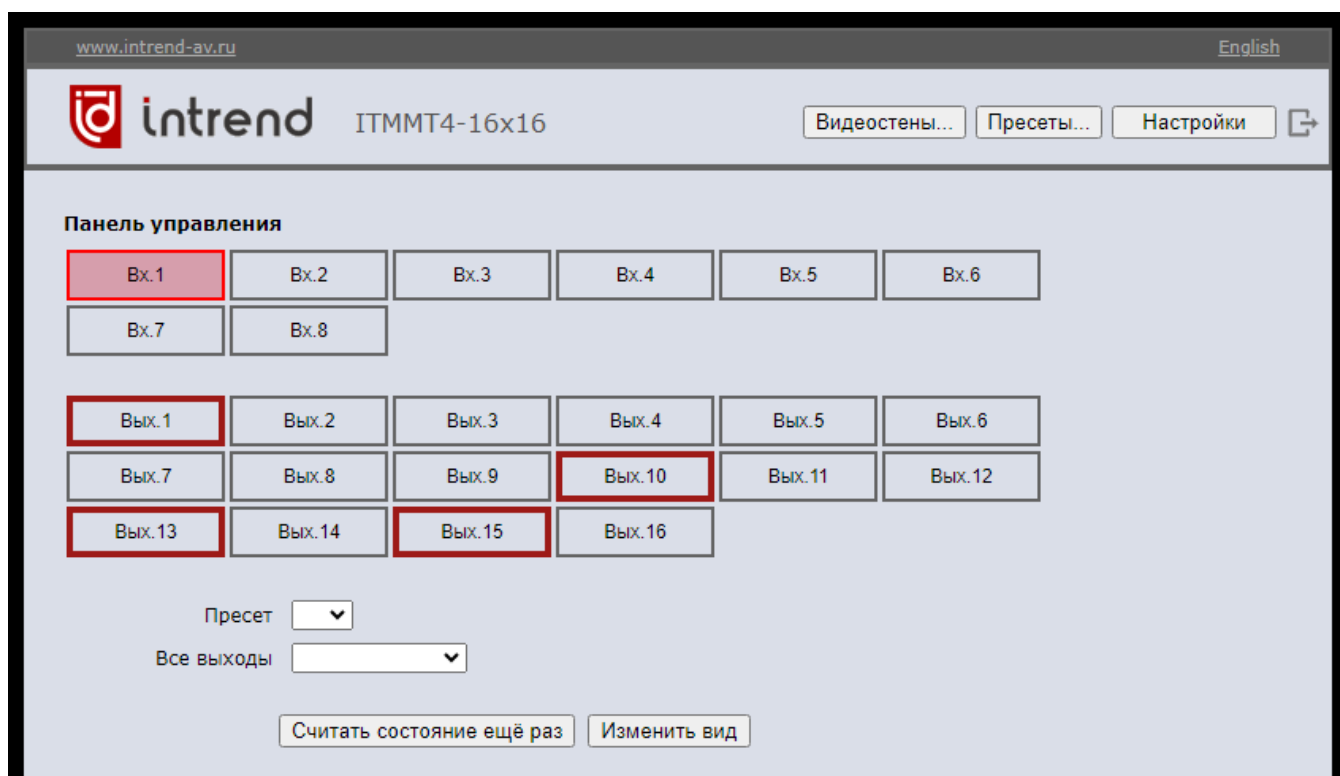 www.intrend-av.ru English
intrend ITMMT4-16x16 Видеостены... Пресеты... Настройки
Панель управления
Вх.1 Вх.2 Вх.3 Вх.4 Вх.5 Вх.6
Вх.7 Вх.8
Вых.1 Вых.2 Вых.3 Вых.4 Вых.5 Вых.6
Вых.7 Вых.8 Вых.9 Вых.10 Вых.11 Вых.12
Вых.13 Вых.14 Вых.15 Вых.16
Пресет
Все выходы
Считать состояние ещё раз Изменить вид